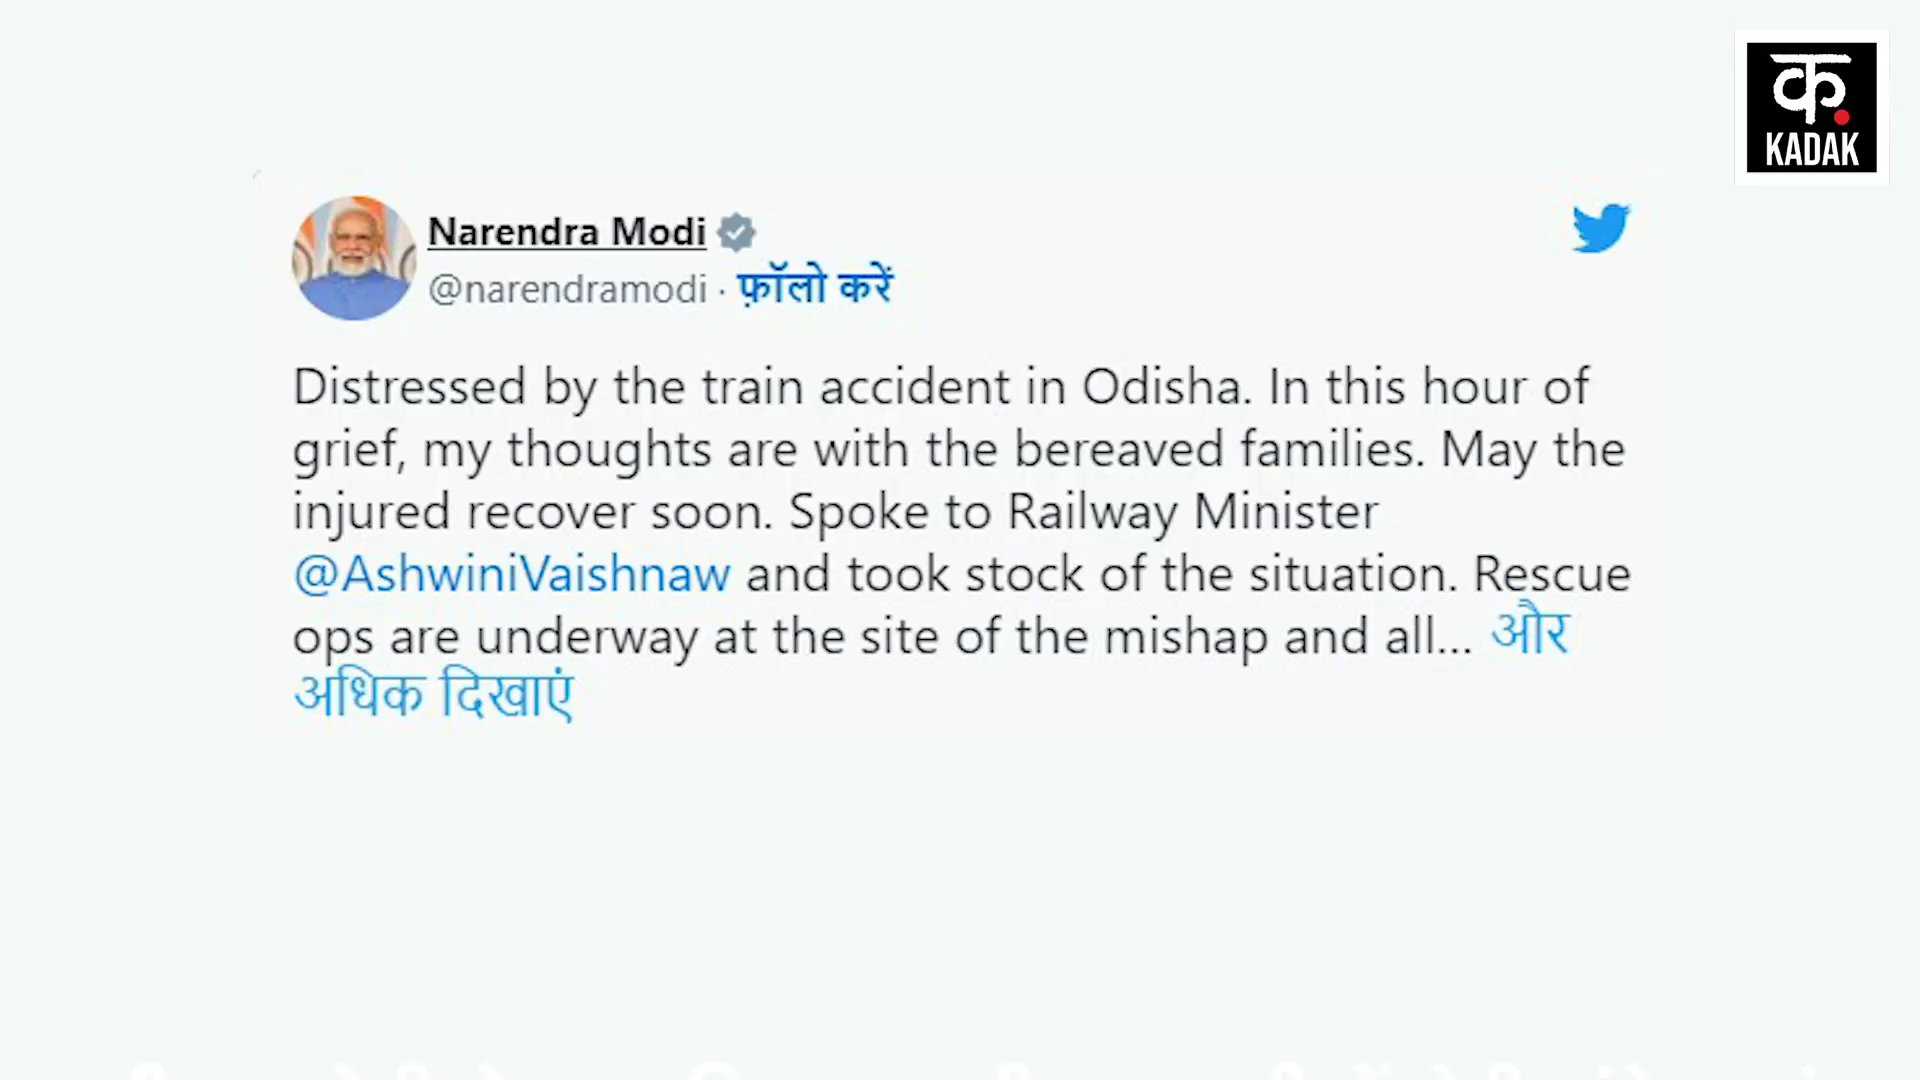 क.
KADAK
Narendra Modi
@narendramodi · फ़ॉलो करें
Distressed by the train accident in Odisha. In this hour of
grief, my thoughts are with the bereaved families. May the
injured recover soon. Spoke to Railway Minister
@AshwiniVaishnaw and took stock of the situation. Rescue
ops are underway at the site of the mishap and all... और
अधिक दिखाएं